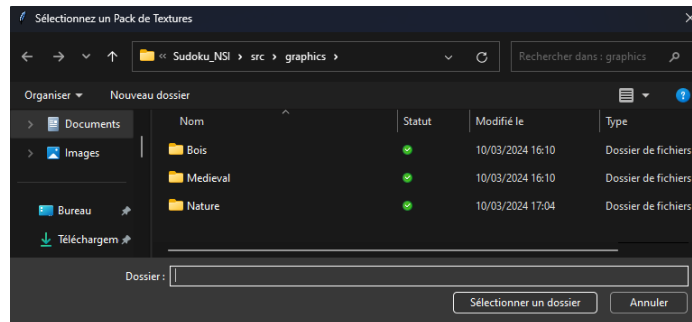 Sélectionnez un Pack de Textures
« Sudoku_NSI › src › graphics ›
Rechercher dans : graphics
Organiser
Nouveau dossier
Documents
Images
Bureau
Téléchargem
Nom Statut Modifié le Type
Bois 10/03/2024 16:10 Dossier de fichiers
Medieval 10/03/2024 16:10 Dossier de fichiers
Nature 10/03/2024 17:04 Dossier de fichiers
Dossier :
Sélectionner un dossier Annuler